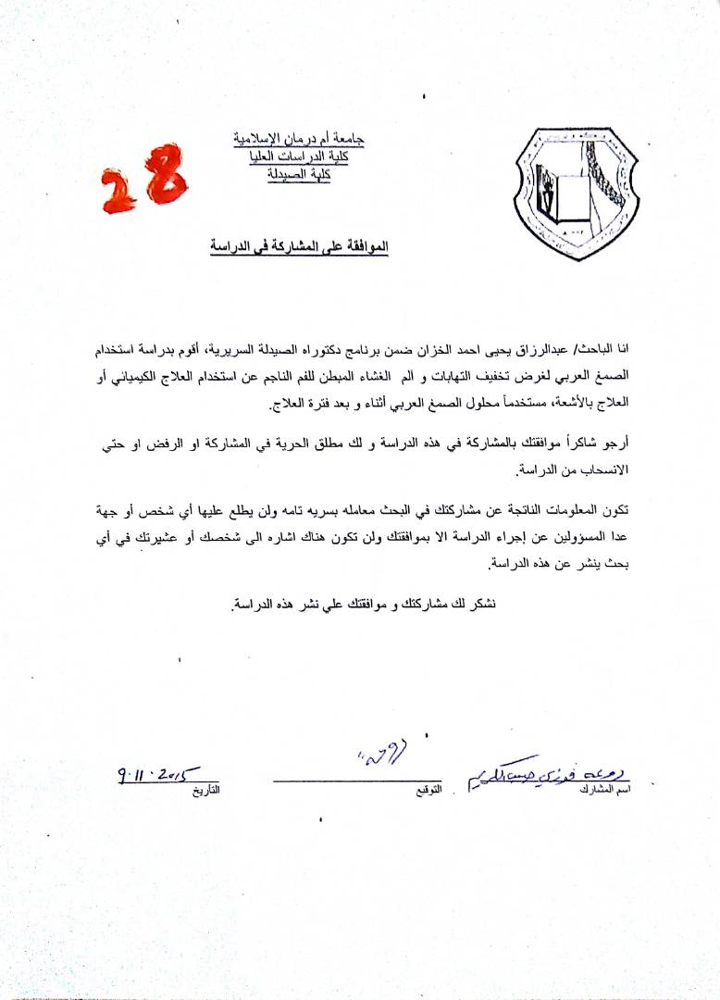 جامعة أم درمان الإسلامية
كلية الدراسات العليا
كلية الصيدلة
28
الموافقة على المشاركة في الدراسة
انا الباحث/ عبدالرزاق يحيى احمد الخزان ضمن برنامج دكتوراه الصيدلة السريرية، أقوم بدراسة استخدام
الصمغ العربي لغرض تخفيف التهابات و ألم الغشاء المبطن للفم الناجم عن استخدام العلاج الكيميائي أو
العلاج بالأشعة، مستخدماً محلول الصمغ العربي أثناء و بعد فترة العلاج.
أرجو شاكراً موافقتك بالمشاركة في هذه الدراسة و لك مطلق الحرية في المشاركة او الرفض او حتي
الانسحاب من الدراسة.
تكون المعلومات الناتجة عن مشاركتك في البحث معامله بسريه تامه ولن يطلع عليها أي شخص أو جهة
عدا المسؤولين عن إجراء الدراسة الا بموافقتك ولن تكون هناك اشاره الى شخصك أو عشيرتك في أي
بحث ينشر عن هذه الدراسة.
نشكر لك مشاركتك و موافقتك علي نشر هذه الدراسة.
فوزي
9.11.2015
اسم المشارك
التوقيع
التأريخ